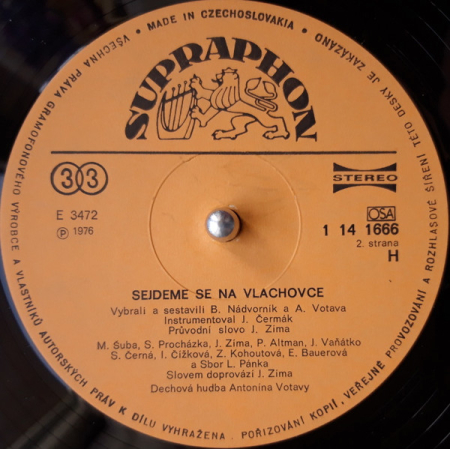 VŠECHNA PRÁVA GRAMOFONOVÉHO VÝROBCE A VLASTNÍKŮ AUTORSKÝCH PRÁV K DÍLU VYHRAŽENA. POŘIZOVÁNÍ KOPIÍ, VEŘEJNÉ PROVOZOVÁNÍ A ROZHLASOVÉ ŠÍŘENÍ TÉTO DESKY JE ZAKÁZÁNO
• MADE IN CZECHOSLOVAKIA •
SUPRAPHON
33
STEREO
E 3472
Ⓟ 1976
OSA
1 14 1666
2. strana
H
SEJDEME SE NA VLACHOVCE
Vybrali a sestavili B. Nádvorník a A. Votava
Instrumentoval J. Čermák
Průvodní slovo J. Zima
M. Šuba, S. Procházka, J. Zima, P. Altman, J. Vaňátko
S. Černá, I. Čížková, Z. Kohoutová, E. Bauerová
a Sbor L. Pánka
Slovem doprovází J. Zima
Dechová hudba Antonína Votavy